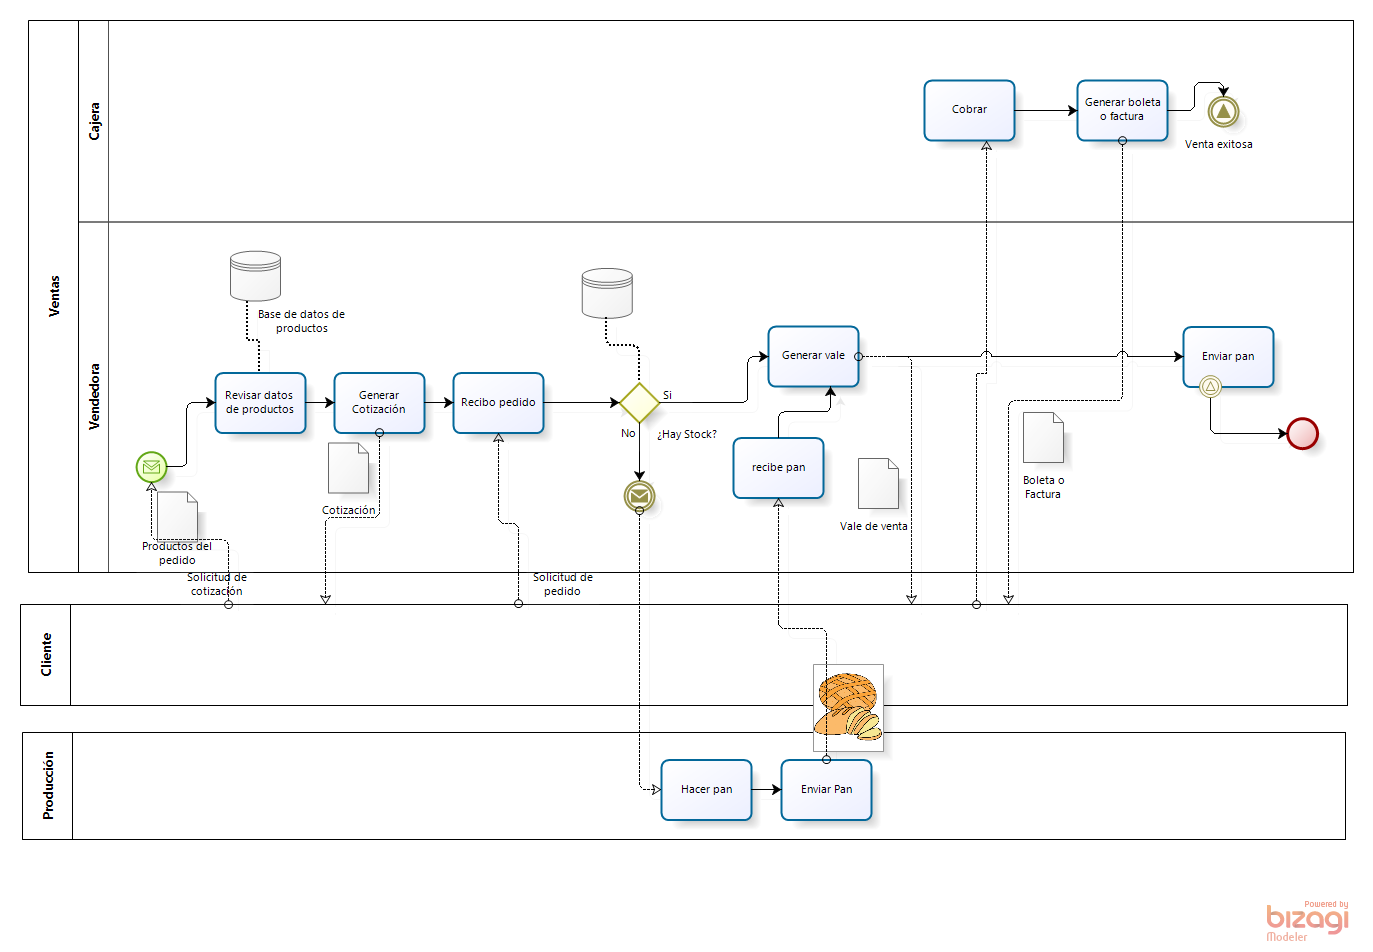 Ventas
Cajera
Cobrar
Generar boleta
o factura
Venta exitosa
Vendedora
Base de datos de
productos
Revisar datos
de productos
Generar
Cotización
Recibo pedido
Si
No
¿Hay Stock?
Generar vale
Enviar pan
recibe pan
Cotización
Productos del
pedido
Vale de venta
Boleta o
Factura
Solicitud de
cotización
Solicitud de
pedido
Cliente
Producción
Hacer pan
Enviar Pan
Powered by
bizagi
Modeler